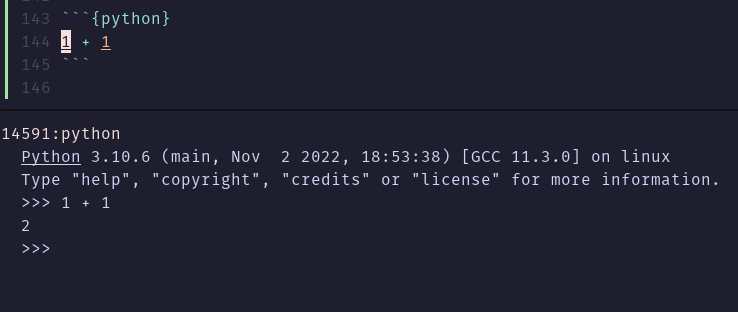 143 ```{python}
144 1 + 1
145 ```
146
14591:python
Python 3.10.6 (main, Nov  2 2022, 18:53:38) [GCC 11.3.0] on linux
Type "help", "copyright", "credits" or "license" for more information.
>>> 1 + 1
2
>>>